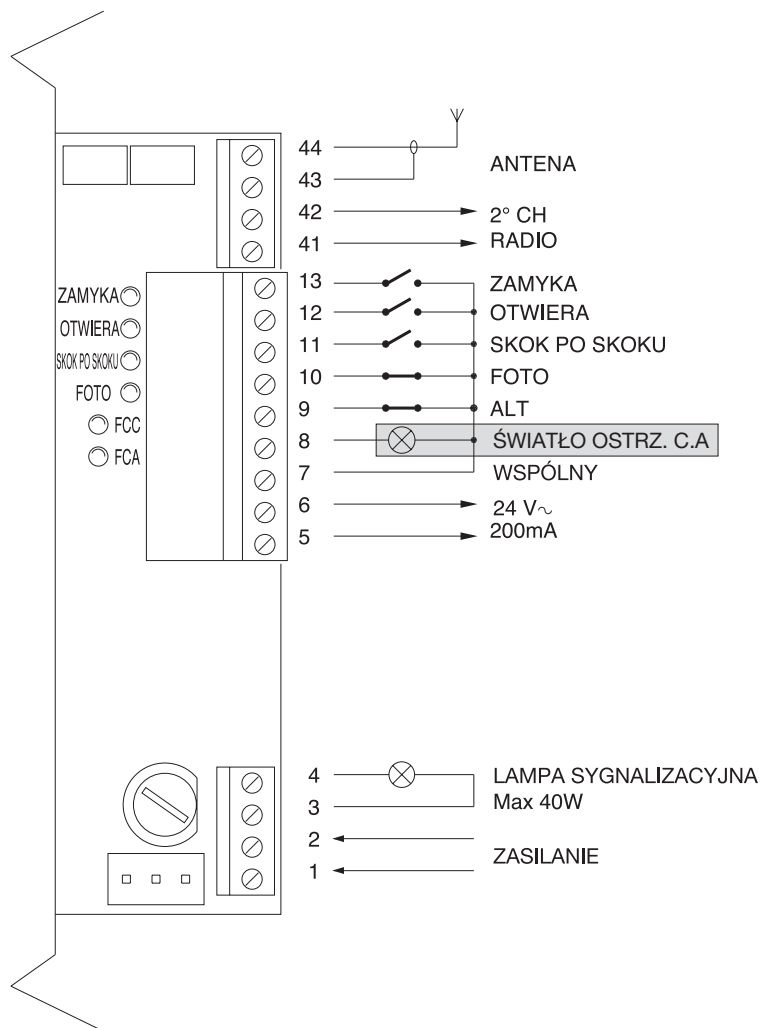 44
43
ANTENA
42
2° CH
41
RADIO
13
ZAMYKA
ZAMYKA
12
OTWIERA
OTWIERA
11
SKOK PO SKOKU
SKOK PO SKOKU
10
FOTO
FOTO
9
ALT
FCC
8
ŚWIATŁO OSTRZ. C.A
FCA
7
WSPÓLNY
6
24 V~
5
200mA
4
LAMPA SYGNALIZACYJNA
3
Max 40W
2
ZASILANIE
1